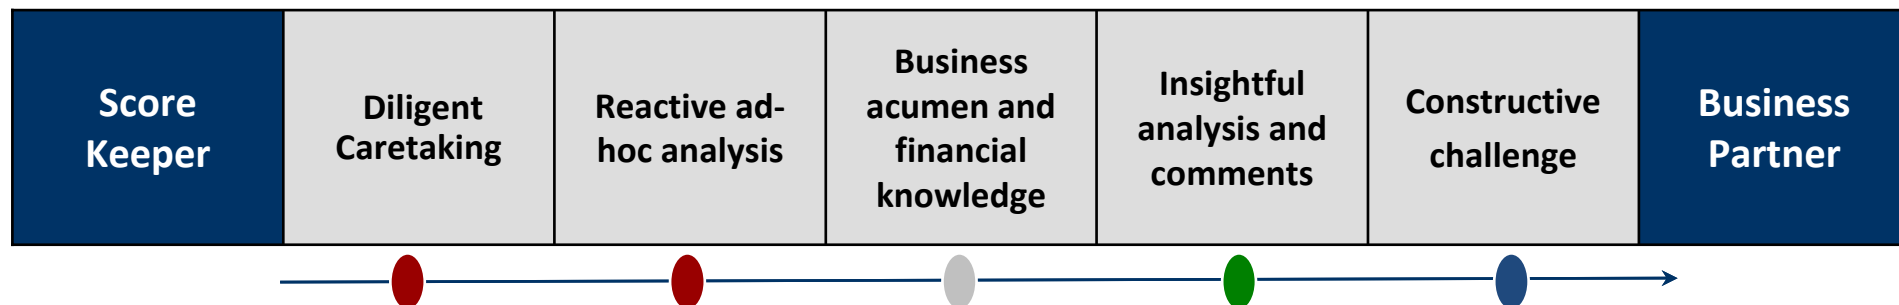 Score
Keeper
Diligent
Caretaking
Reactive ad-
hoc analysis
Business
acumen and
financial
knowledge
Insightful
analysis and
comments
Constructive
challenge
Business
Partner